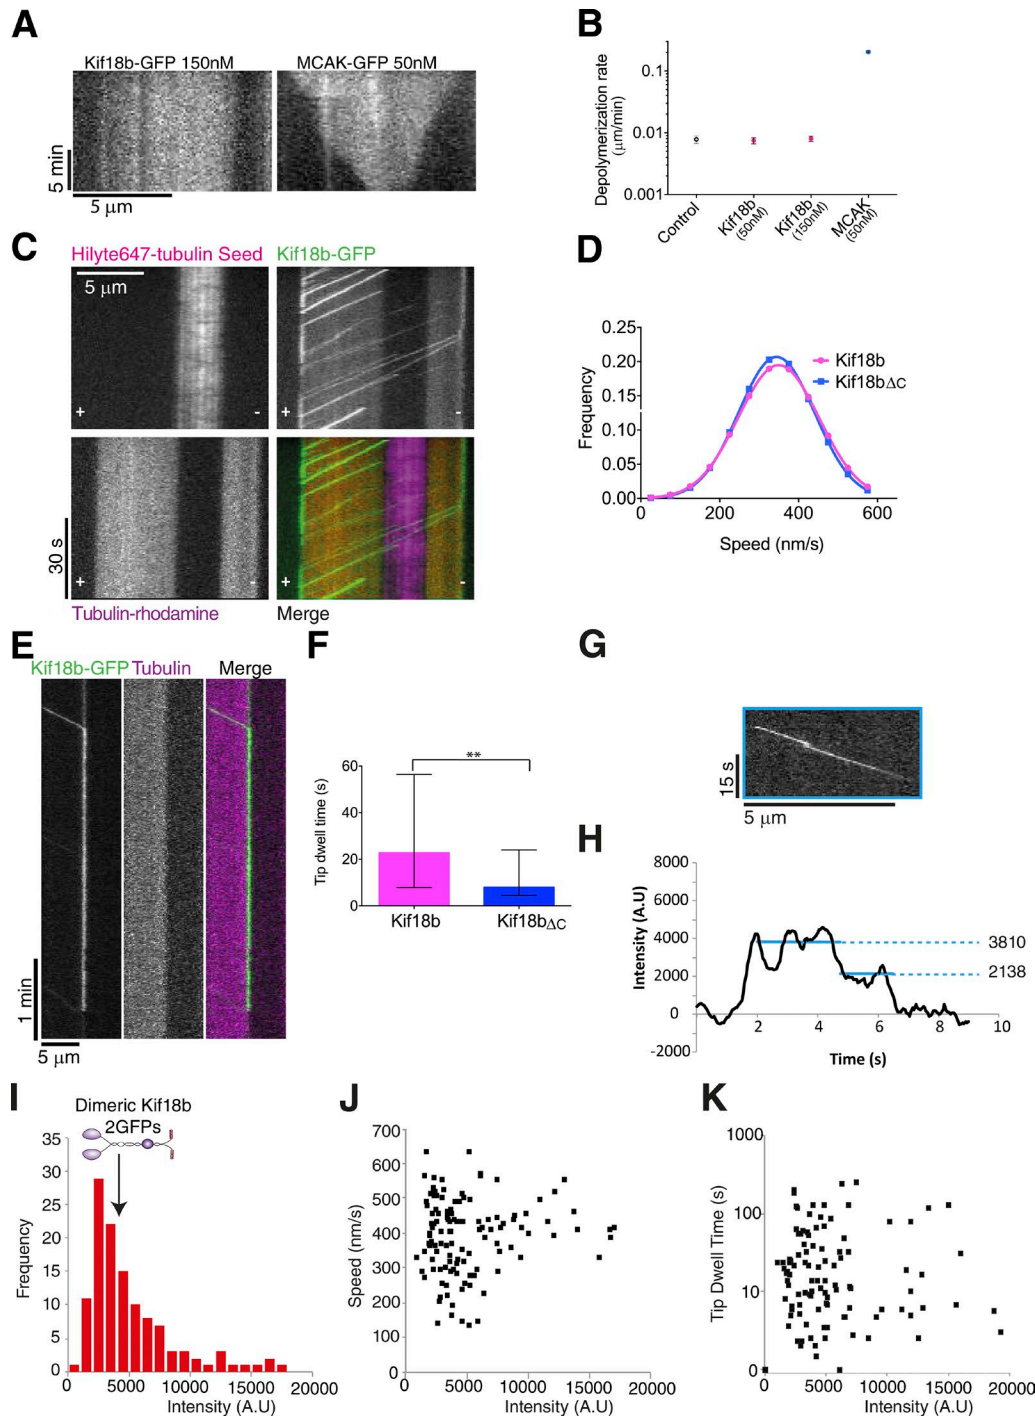 A
Kif18b-GFP 150nM
MCAK-GFP 50nM
5 min
5 µm
B
Depolymerization rate
(µm/min)
0.1
0.01
0.001
Control
Kif18b
(50nM)
Kif18b
(150nM)
MCAK
(50nM)
C
Hilyte647-tubulin Seed
Kif18b-GFP
5 µm
+ -
+ -
30 s
+ -
+ -
Tubulin-rhodamine
Merge
D
Frequency
0.25
0.20
0.15
0.10
0.05
0.00
0 200 400 600
Speed (nm/s)
Kif18b
Kif18b∆C
E
Kif18b-GFP Tubulin Merge
1 min
5 µm
F
**
Tip dwell time (s)
60
40
20
0
Kif18b
Kif18b∆C
G
15 s
5 µm
H
Intensity (A.U)
8000
6000
4000
2000
0
-2000
3810
2138
2 4 6 8 10
Time (s)
I
Dimeric Kif18b
2GFPs
Frequency
35
30
25
20
15
10
5
0
0 5000 10000 15000 20000
Intensity (A.U)
J
Speed (nm/s)
700
600
500
400
300
200
100
0
0 5000 10000 15000 20000
Intensity (A.U)
K
Tip Dwell Time (s)
1000
100
10
0
0 5000 10000 15000 20000
Intensity (A.U)